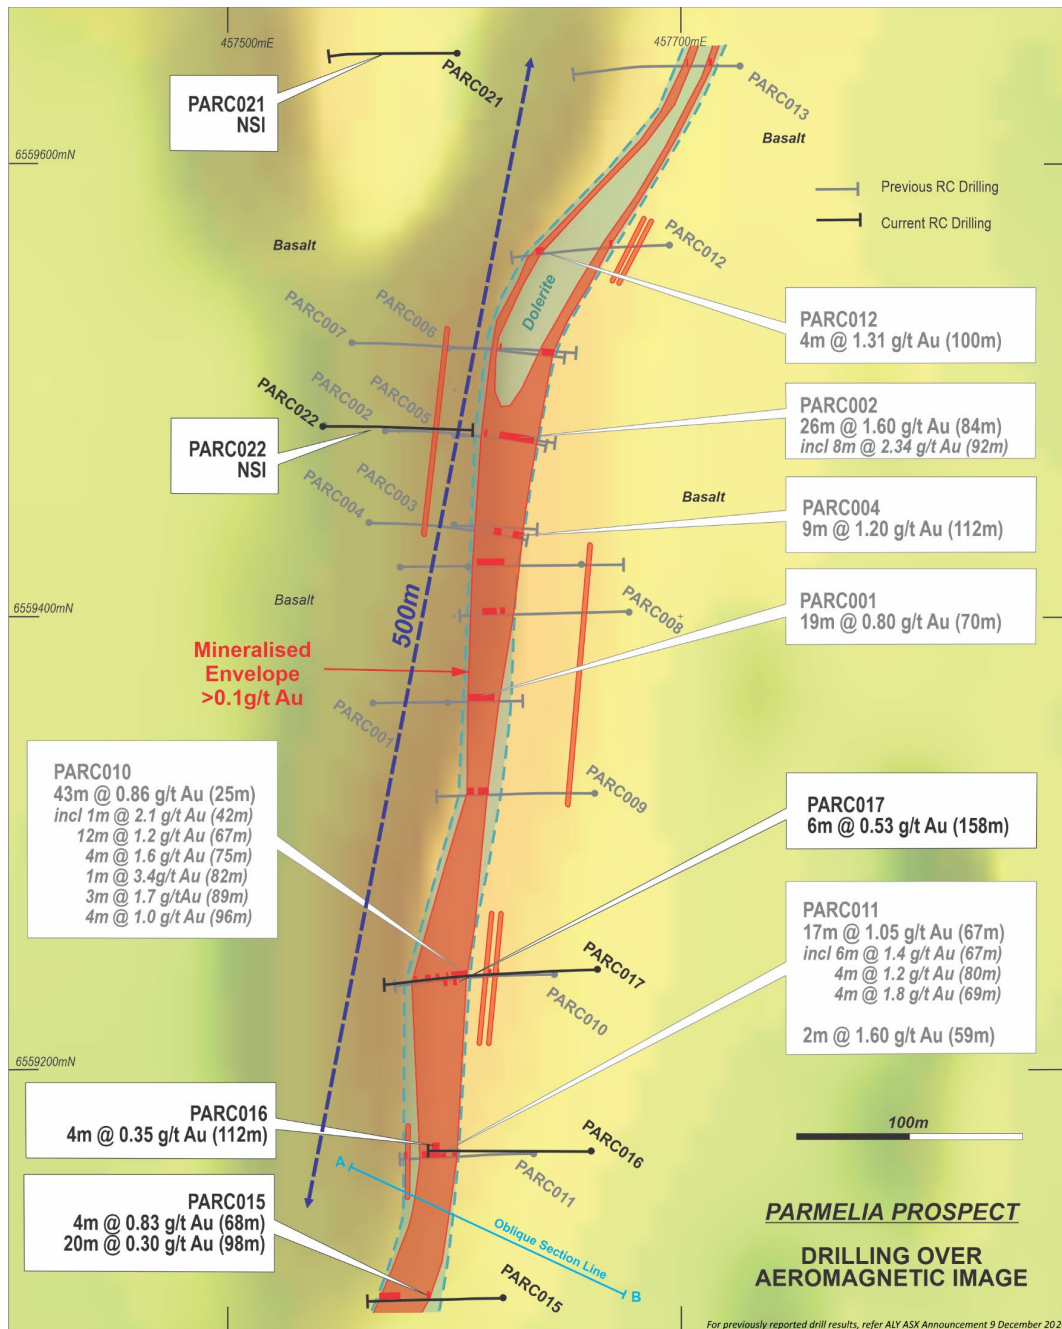 457500mE
457700mE
PARC021
PARC013
PARC021
NSI
Basalt
6559600mN
Previous RC Drilling
Current RC Drilling
Basalt
PARC012
Dolerite
PARC007
PARC006
PARC012
4m @ 1.31 g/t Au (100m)
PARC022
PARC002
PARC005
PARC002
26m @ 1.60 g/t Au (84m)
incl 8m @ 2.34 g/t Au (92m)
PARC022
NSI
PARC004
PARC003
Basalt
PARC004
9m @ 1.20 g/t Au (112m)
500m
Basalt
6559400mN
PARC008
PARC001
19m @ 0.80 g/t Au (70m)
Mineralised
Envelope
>0.1g/t Au
PARC001
PARC009
PARC010
43m @ 0.86 g/t Au (25m)
incl 1m @ 2.1 g/t Au (42m)
12m @ 1.2 g/t Au (67m)
4m @ 1.6 g/t Au (75m)
1m @ 3.4g/t Au (82m)
3m @ 1.7 g/tAu (89m)
4m @ 1.0 g/t Au (96m)
PARC017
6m @ 0.53 g/t Au (158m)
PARC017
PARC010
PARC011
17m @ 1.05 g/t Au (67m)
incl 6m @ 1.4 g/t Au (67m)
4m @ 1.2 g/t Au (80m)
4m @ 1.8 g/t Au (69m)
2m @ 1.60 g/t Au (59m)
6559200mN
PARC016
4m @ 0.35 g/t Au (112m)
PARC016
PARC011
100m
A
Oblique Section Line
B
PARC015
4m @ 0.83 g/t Au (68m)
20m @ 0.30 g/t Au (98m)
PARC015
PARMELIA PROSPECT
DRILLING OVER
AEROMAGNETIC IMAGE
For previously reported drill results, refer ALY ASX Announcement 9 December 202